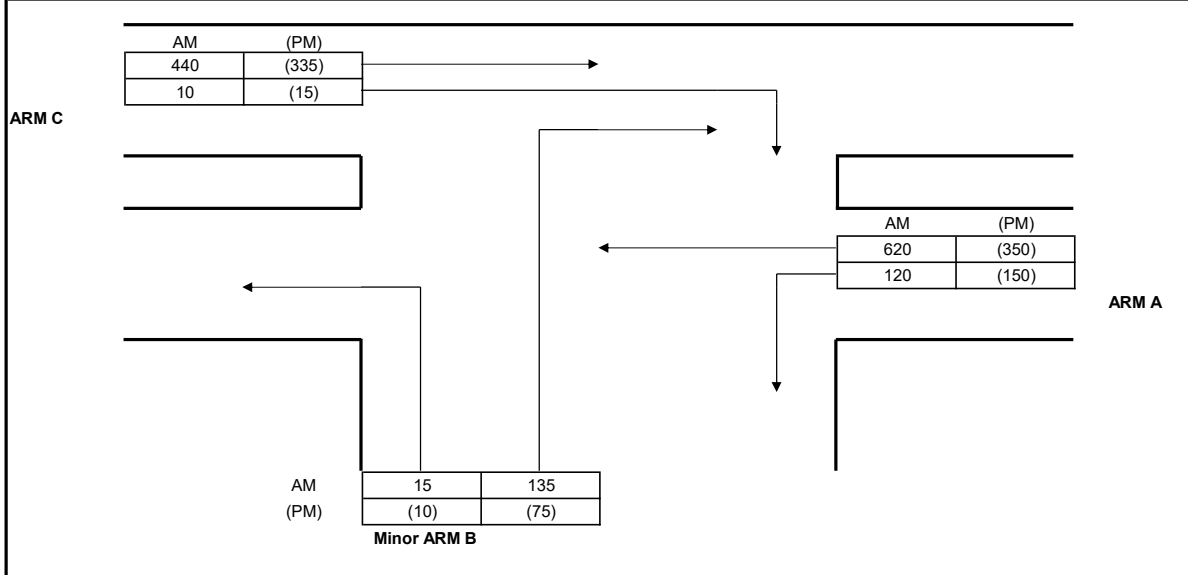 AM (PM)
440 (335)
10 (15)
ARM C
AM (PM)
620 (350)
120 (150)
ARM A
AM 15 135
(PM) (10) (75)
Minor ARM B